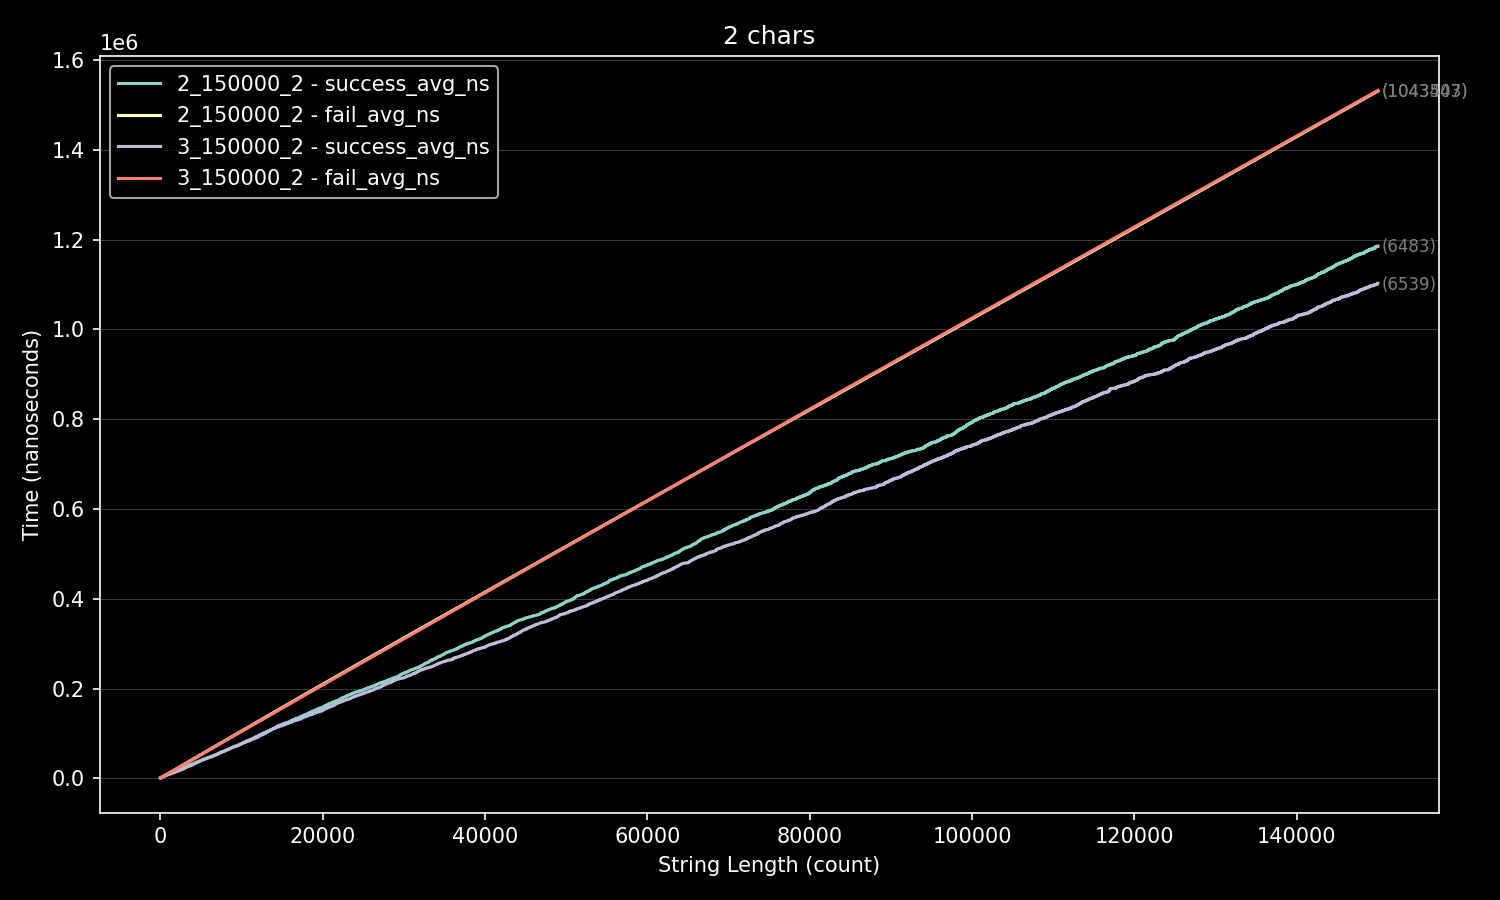 2 chars
1e6
1.6
1.4
1.2
1.0
0.8
0.6
0.4
0.2
0.0
Time (nanoseconds)
2_150000_2 - success_avg_ns
2_150000_2 - fail_avg_ns
3_150000_2 - success_avg_ns
3_150000_2 - fail_avg_ns
(6483)
(6539)
0 20000 40000 60000 80000 100000 120000 140000
String Length (count)